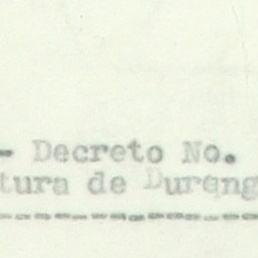 - Decreto No.
tura de Durang
--------------